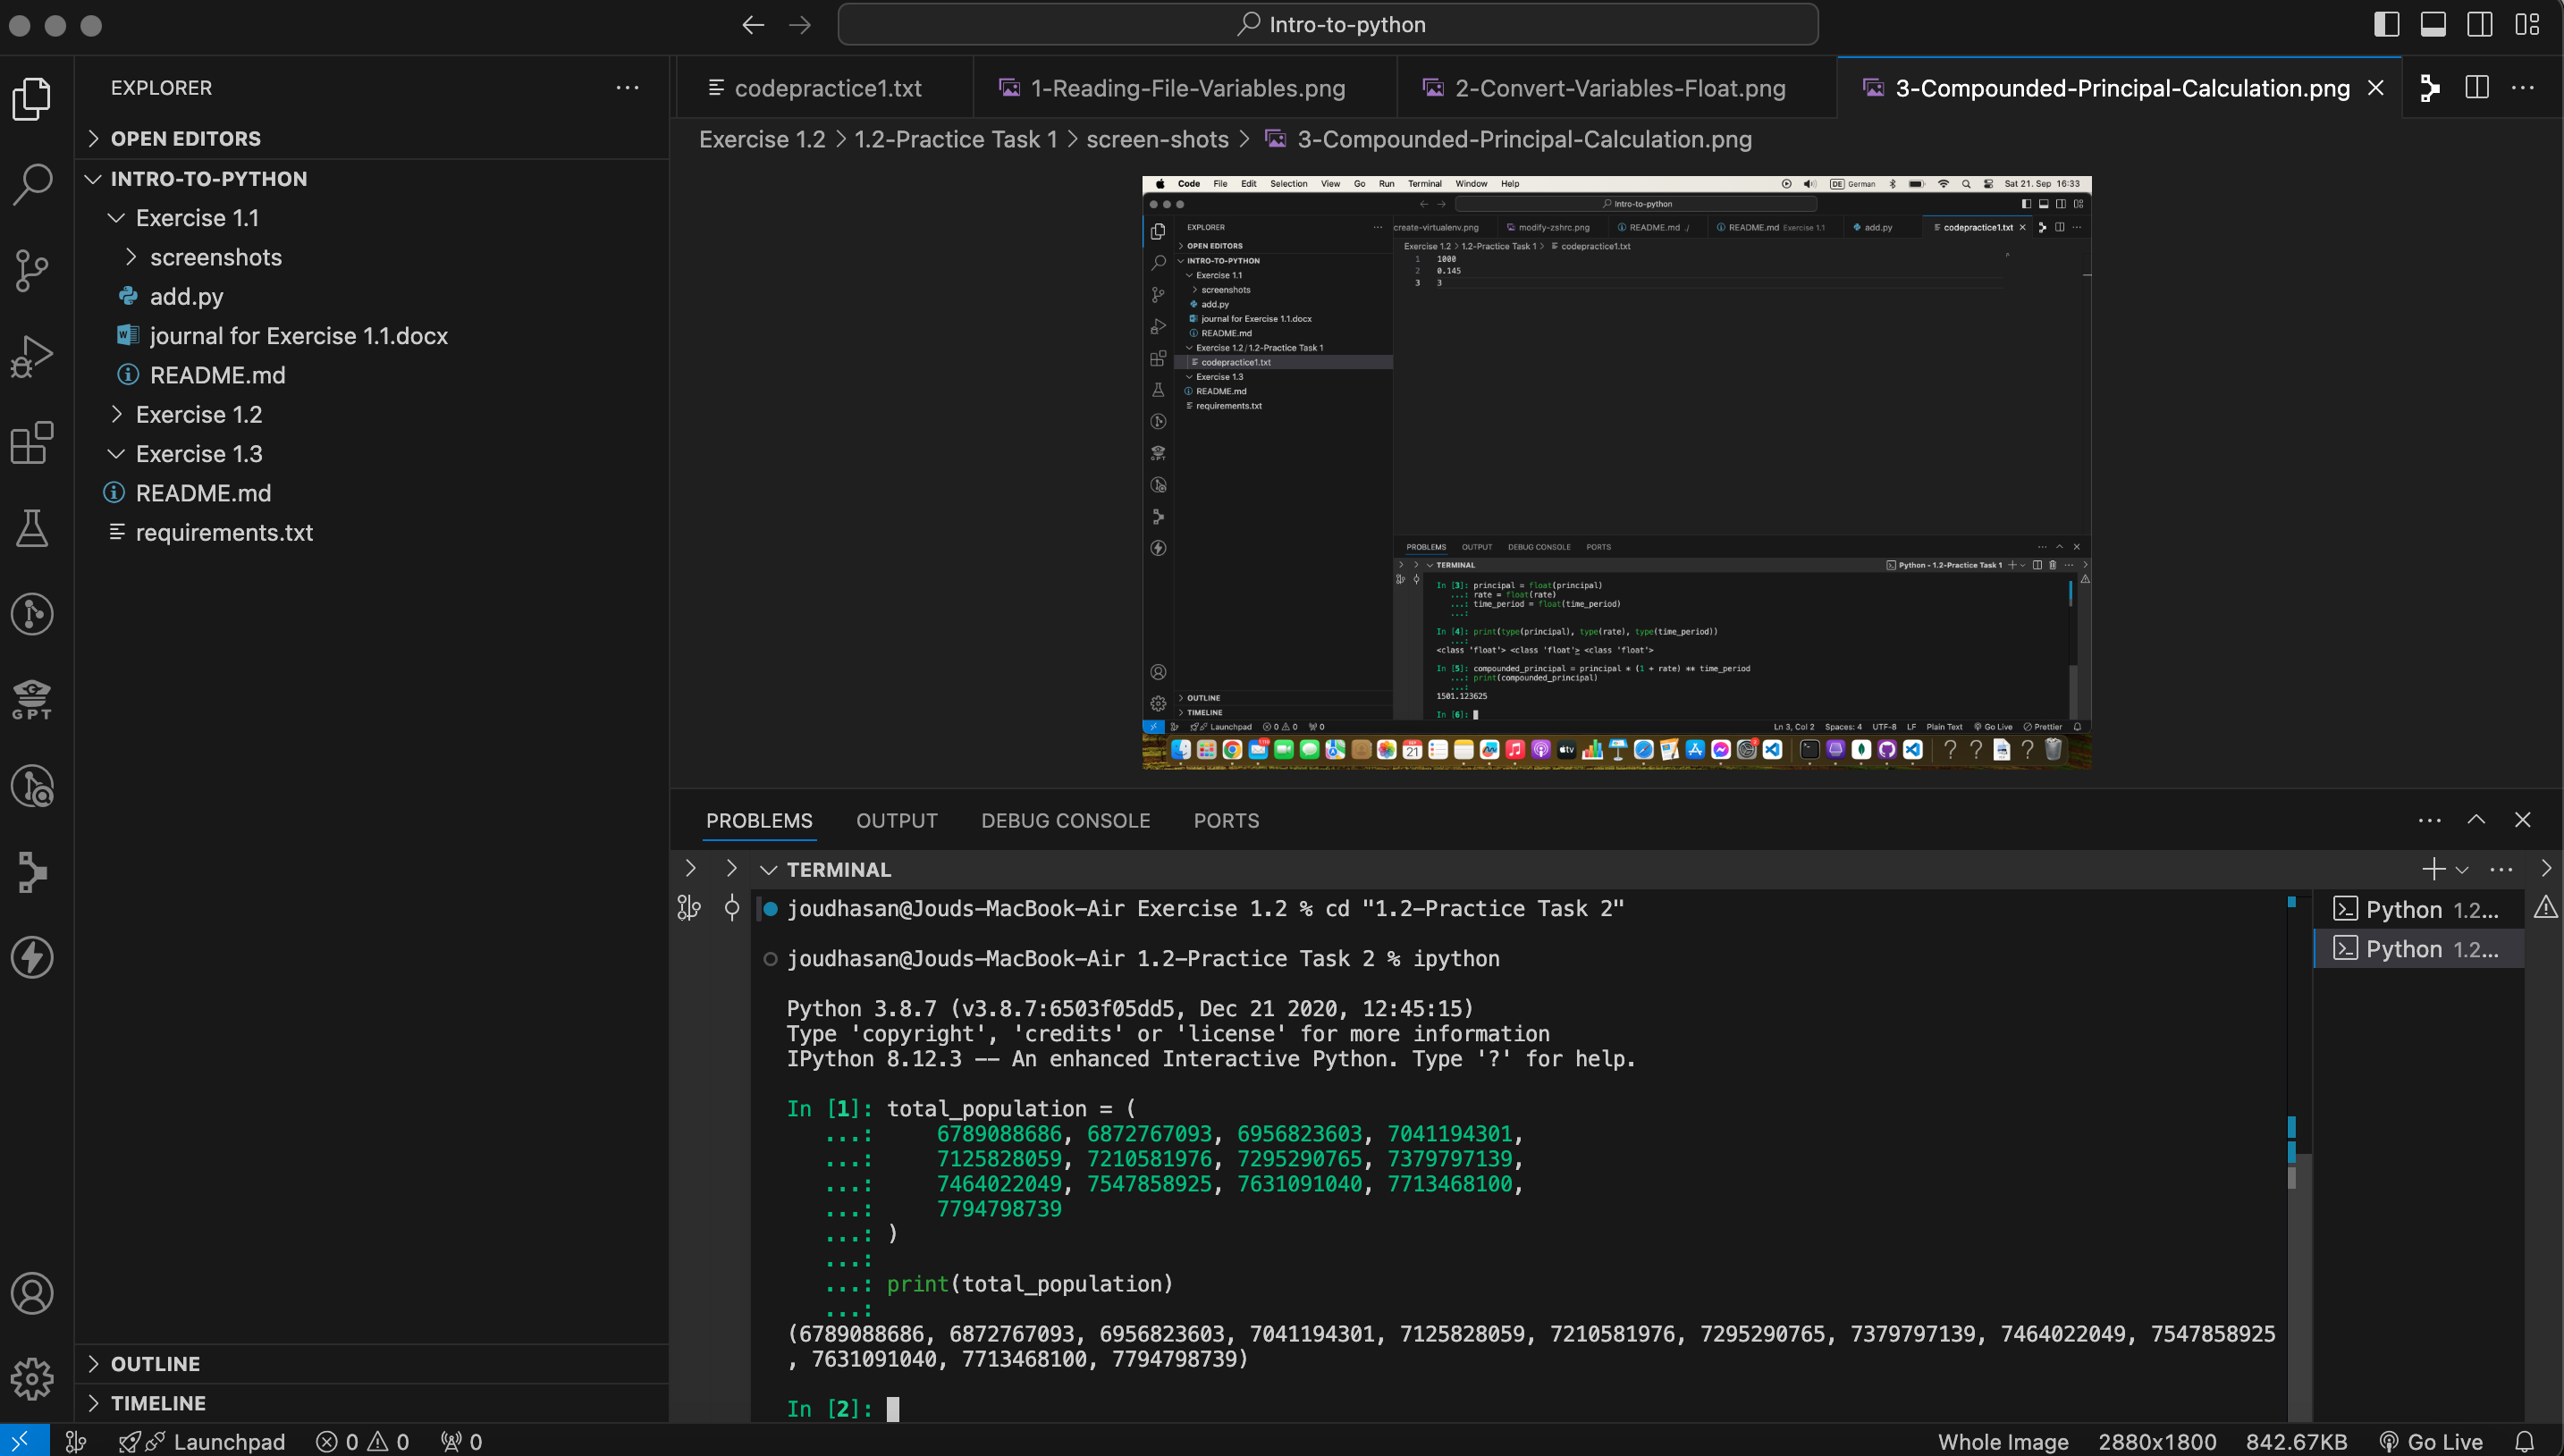 Intro-to-python
EXPLORER
OPEN EDITORS
INTRO-TO-PYTHON
Exercise 1.1
screenshots
add.py
journal for Exercise 1.1.docx
README.md
Exercise 1.2
Exercise 1.3
README.md
requirements.txt
OUTLINE
TIMELINE
GPT
codepractice1.txt
1-Reading-File-Variables.png
2-Convert-Variables-Float.png
3-Compounded-Principal-Calculation.png
Exercise 1.2 > 1.2-Practice Task 1 > screen-shots > 3-Compounded-Principal-Calculation.png
Code File Edit Selection View Go Run Terminal Window Help
DE German Sat 21. Sep 16:33
Intro-to-python
EXPLORER
create-virtualenv.png modify-zshrc.png README.md ./ README.md Exercise 1.1 add.py codepractice1.txt
OPEN EDITORS
Exercise 1.2 > 1.2-Practice Task 1 > codepractice1.txt
INTRO-TO-PYTHON
Exercise 1.1
screenshots
add.py
journal for Exercise 1.1.docx
README.md
Exercise 1.2 / 1.2-Practice Task 1
codepractice1.txt
Exercise 1.3
README.md
requirements.txt
GPT
OUTLINE
TIMELINE
1 1000
2 0.145
3 3
PROBLEMS OUTPUT DEBUG CONSOLE PORTS
TERMINAL
Python - 1.2-Practice Task 1
In [3]: principal = float(principal)
...: rate = float(rate)
...: time_period = float(time_period)
...:
In [4]: print(type(principal), type(rate), type(time_period))
...:
<class 'float'> <class 'float'> <class 'float'>
In [5]: compounded_principal = principal * (1 + rate) ** time_period
...: print(compounded_principal)
...:
1501.123625
In [6]:
Launchpad 0 0 0
Ln 3, Col 2 Spaces: 4 UTF-8 LF Plain Text Go Live Prettier
21
tv
PROBLEMS OUTPUT DEBUG CONSOLE PORTS
TERMINAL
joudhasan@Jouds-MacBook-Air Exercise 1.2 % cd "1.2-Practice Task 2"
joudhasan@Jouds-MacBook-Air 1.2-Practice Task 2 % ipython
Python 3.8.7 (v3.8.7:6503f05dd5, Dec 21 2020, 12:45:15)
Type 'copyright', 'credits' or 'license' for more information
IPython 8.12.3 -- An enhanced Interactive Python. Type '?' for help.
In [1]: total_population = (
...: 6789088686, 6872767093, 6956823603, 7041194301,
...: 7125828059, 7210581976, 7295290765, 7379797139,
...: 7464022049, 7547858925, 7631091040, 7713468100,
...: 7794798739
...: )
...:
...: print(total_population)
...:
(6789088686, 6872767093, 6956823603, 7041194301, 7125828059, 7210581976, 7295290765, 7379797139, 7464022049, 7547858925
, 7631091040, 7713468100, 7794798739)
In [2]:
Python 1.2...
Python 1.2...
Launchpad 0 0 0
Whole Image 2880x1800 842.67KB Go Live